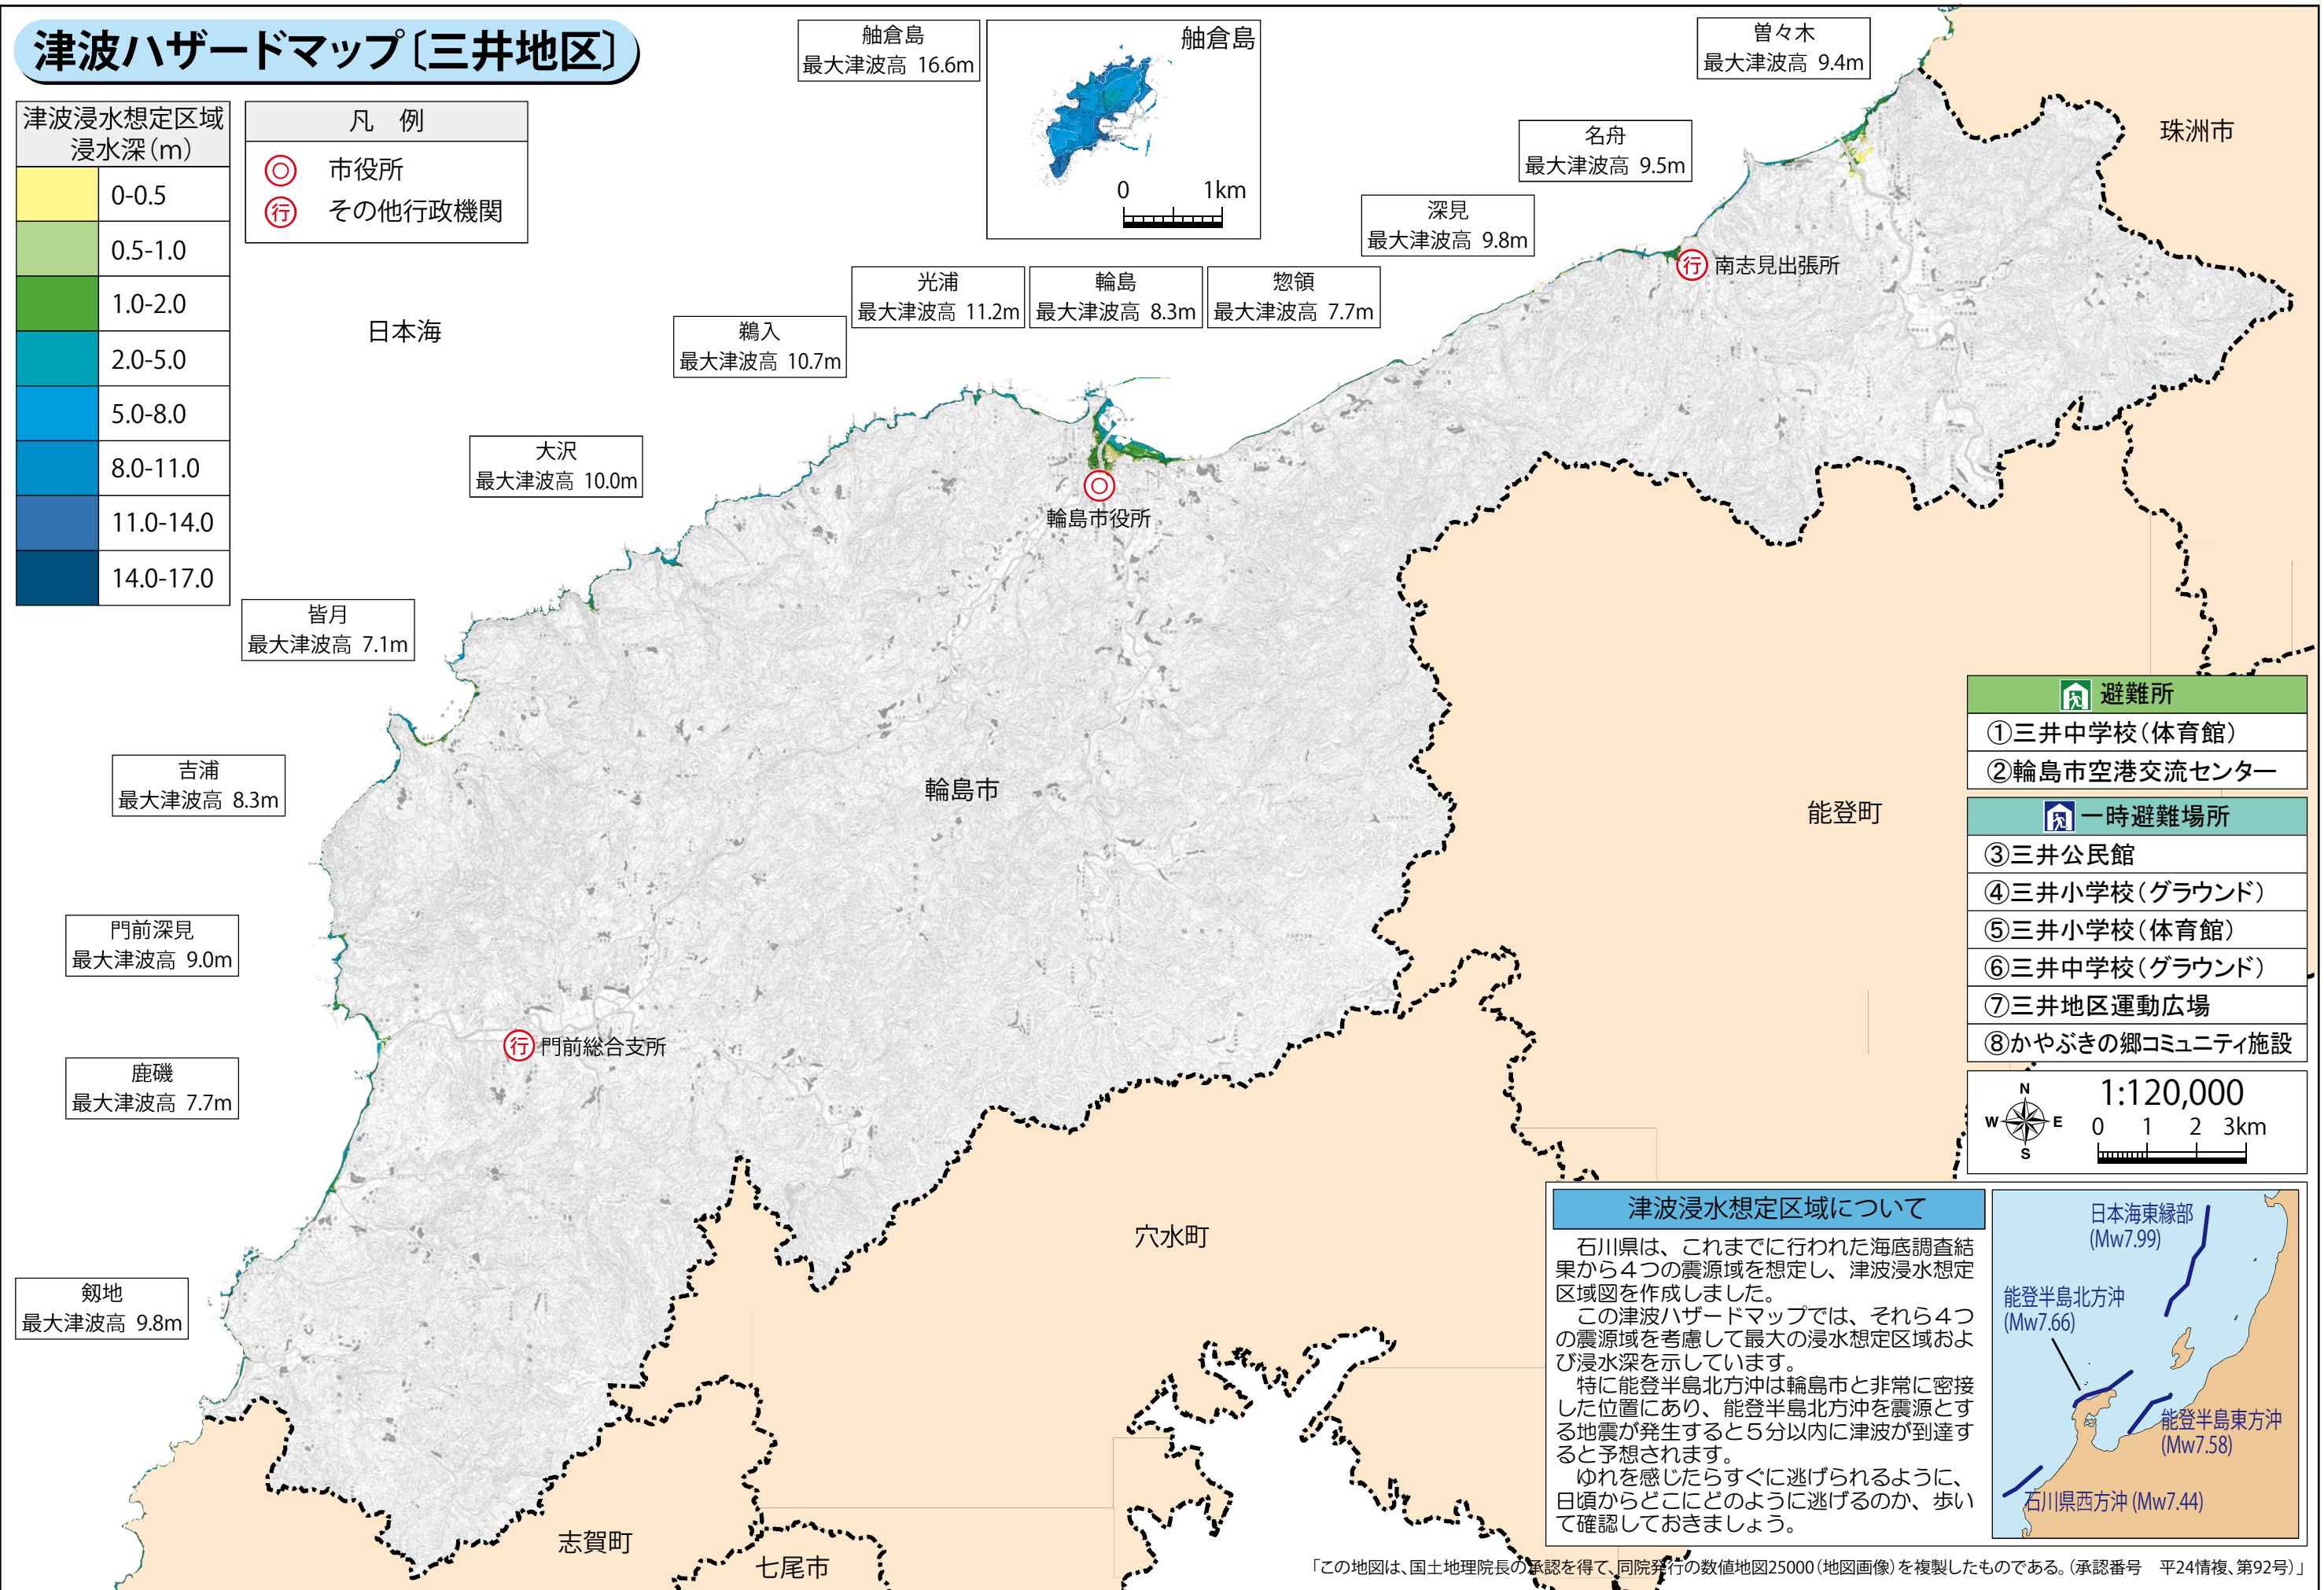 津波ハザードマップ〔三井地区〕
津波浸水想定区域
浸水深(m)
0-0.5
0.5-1.0
1.0-2.0
2.0-5.0
5.0-8.0
8.0-11.0
11.0-14.0
14.0-17.0
凡　例
市役所
行 その他行政機関
舳倉島
最大津波高 16.6m
舳倉島
0 1km
曽々木
最大津波高 9.4m
名舟
最大津波高 9.5m
深見
最大津波高 9.8m
光浦
最大津波高 11.2m
輪島
最大津波高 8.3m
惣領
最大津波高 7.7m
鵜入
最大津波高 10.7m
大沢
最大津波高 10.0m
皆月
最大津波高 7.1m
吉浦
最大津波高 8.3m
門前深見
最大津波高 9.0m
鹿磯
最大津波高 7.7m
剱地
最大津波高 9.8m
日本海
珠洲市
行 南志見出張所
輪島市役所
輪島市
能登町
行 門前総合支所
穴水町
志賀町
七尾市
避難所
①三井中学校(体育館)
②輪島市空港交流センター
一時避難場所
③三井公民館
④三井小学校(グラウンド)
⑤三井小学校(体育館)
⑥三井中学校(グラウンド)
⑦三井地区運動広場
⑧かやぶきの郷コミュニティ施設
N
W E
S
1:120,000
0 1 2 3km
津波浸水想定区域について
　石川県は、これまでに行われた海底調査結
果から４つの震源域を想定し、津波浸水想定
区域図を作成しました。
　この津波ハザードマップでは、それら４つ
の震源域を考慮して最大の浸水想定区域およ
び浸水深を示しています。
　特に能登半島北方沖は輪島市と非常に密接
した位置にあり、能登半島北方沖を震源とす
る地震が発生すると５分以内に津波が到達す
ると予想されます。
　ゆれを感じたらすぐに逃げられるように、
日頃からどこにどのように逃げるのか、歩い
て確認しておきましょう。
日本海東縁部
(Mw7.99)
能登半島北方沖
(Mw7.66)
能登半島東方沖
(Mw7.58)
石川県西方沖 (Mw7.44)
「この地図は、国土地理院長の承認を得て、同院発行の数値地図25000(地図画像)を複製したものである。(承認番号　平24情複、第92号)」